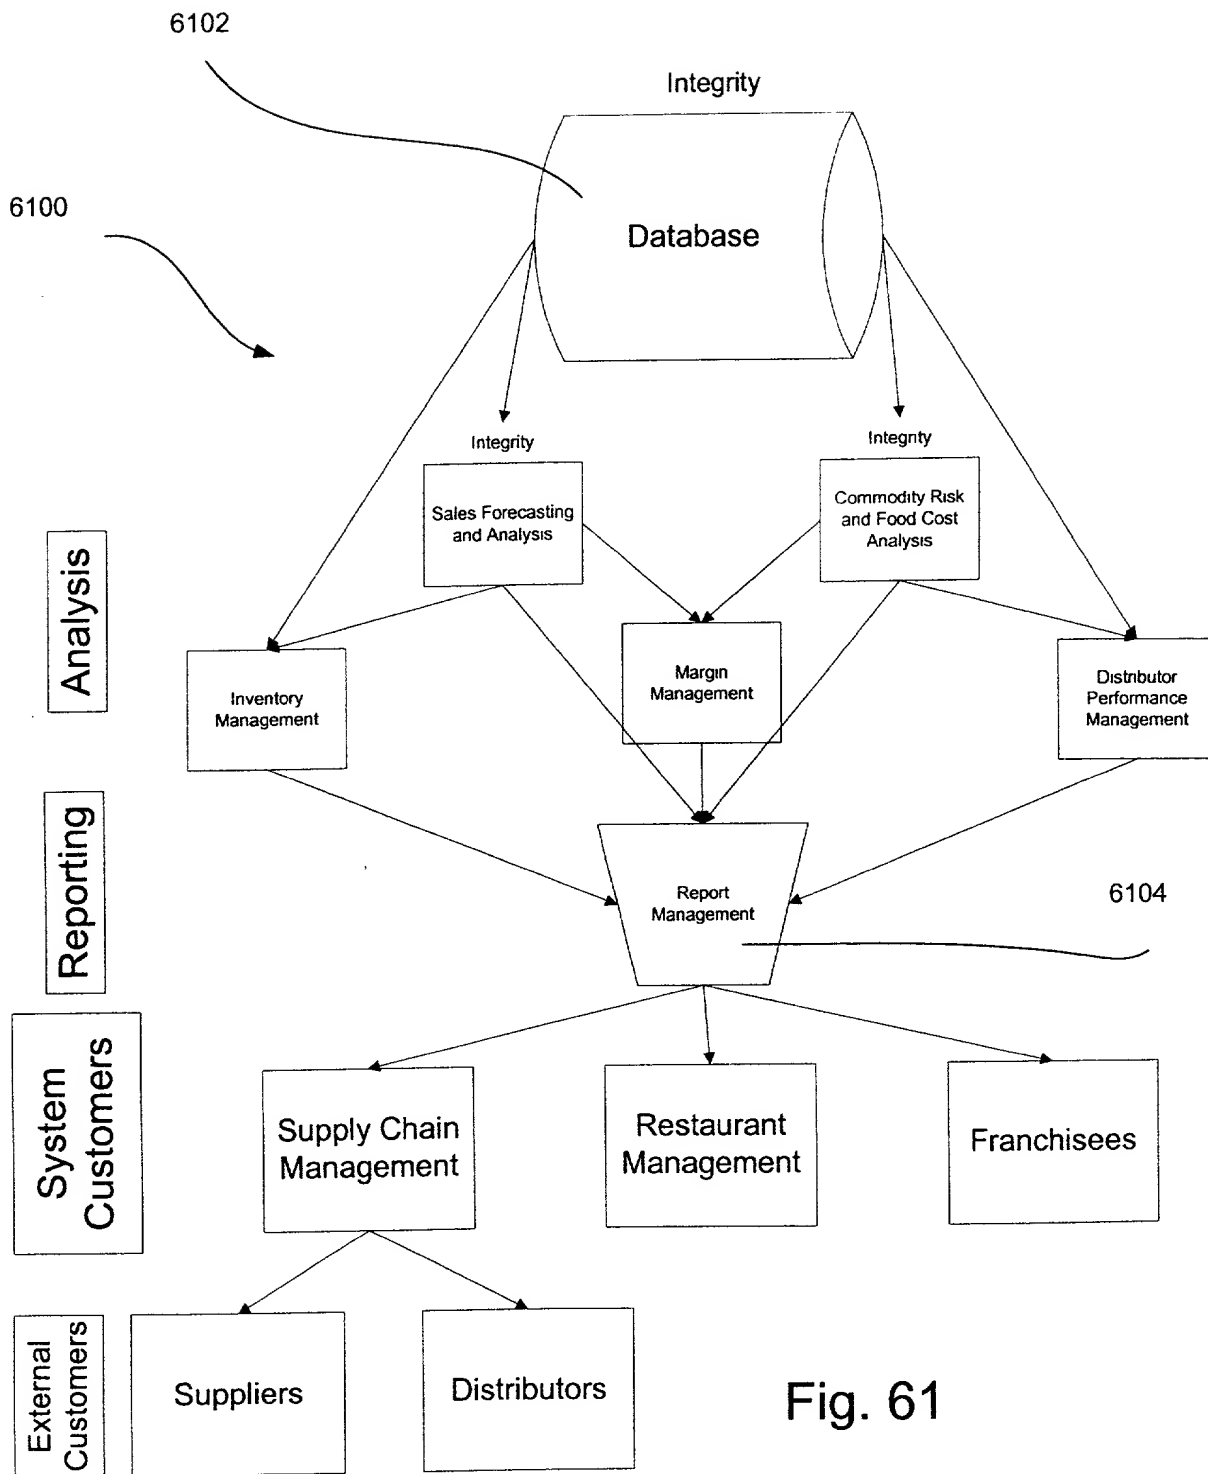 6102
Integrity
6100
Database
Integrity
Sales Forecasting
and Analysis
Integrity
Commodity Risk
and Food Cost
Analysis
Analysis
Inventory
Management
Margin
Management
Distributor
Performance
Management
Reporting
Report
Management
6104
System
Customers
Supply Chain
Management
Restaurant
Management
Franchisees
External
Customers
Suppliers
Distributors
Fig. 61